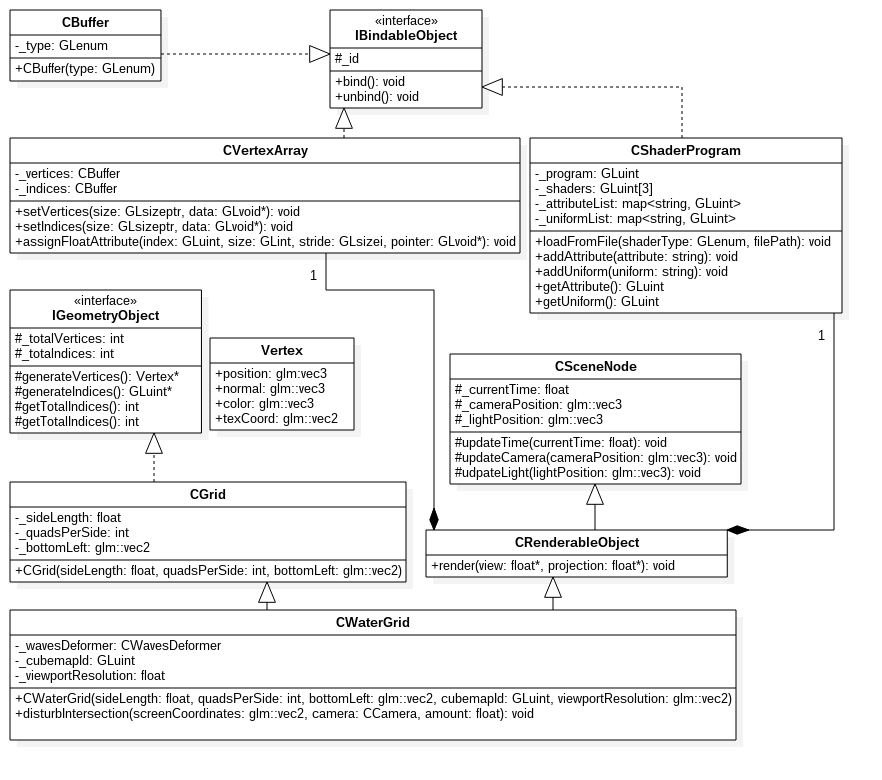 CBuffer
-_type: GLenum
+CBuffer(type: GLenum)
«interface»
IBindableObject
#_id
+bind(): void
+unbind(): void
CVertexArray
-_vertices: CBuffer
-_indices: CBuffer
+setVertices(size: GLsizeptr, data: GLvoid*): void
+setIndices(size: GLsizeptr, data: GLvoid*): void
+assignFloatAttribute(index: GLuint, size: GLint, stride: GLsizei, pointer: GLvoid*): void
CShaderProgram
-_program: GLuint
-_shaders: GLuint[3]
-_attributeList: map<string, GLuint>
-_uniformList: map<string, GLuint>
+loadFromFile(shaderType: GLenum, filePath): void
+addAttribute(attribute: string): void
+addUniform(uniform: string): void
+getAttribute(): GLuint
+getUniform(): GLuint
1
1
«interface»
IGeometryObject
#_totalVertices: int
#_totalndices: int
#generateVertices(): Vertex*
#generateIndices(): GLuint*
#getTotalIndices(): int
#getTotalIndices(): int
Vertex
+position: glm:vec3
+normal: glm::vec3
+color: glm::vec3
+texCoord: glm::vec2
CSceneNode
#_currentTime: float
#_cameraPosition: glm::vec3
#_lightPosition: glm::vec3
#updateTime(currentTime: float): void
#updateCamera(cameraPosition: glm::vec3): void
#udpateLight(lightPosition: glm::vec3): void
CGrid
-_sideLength: float
-_quadsPerSide: int
-_bottomLeft: glm::vec2
+CGrid(sideLength: float, quadsPerSide: int, bottomLeft: glm::vec2)
CRenderableObject
+render(view: float*, projection: float*): void
CWaterGrid
-_wavesDeformer: CWavesDeformer
-_cubemapId: GLuint
-_viewportResolution: float
+CWaterGrid(sideLength: float, quadsPerSide: int, bottomLeft: glm::vec2, cubemapId: GLuint, viewportResolution: glm::vec2)
+disturbIntersection(screenCoordinates: glm::vec2, camera: CCamera, amount: float): void